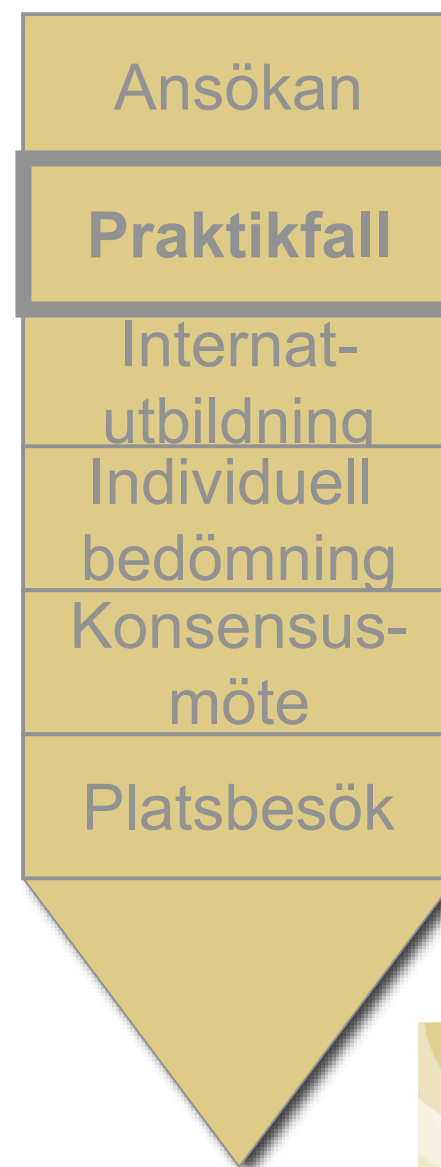 Ansökan
Praktikfall
Internat-
utbildning
Individuell
bedömning
Konsensus-
möte
Platsbesök